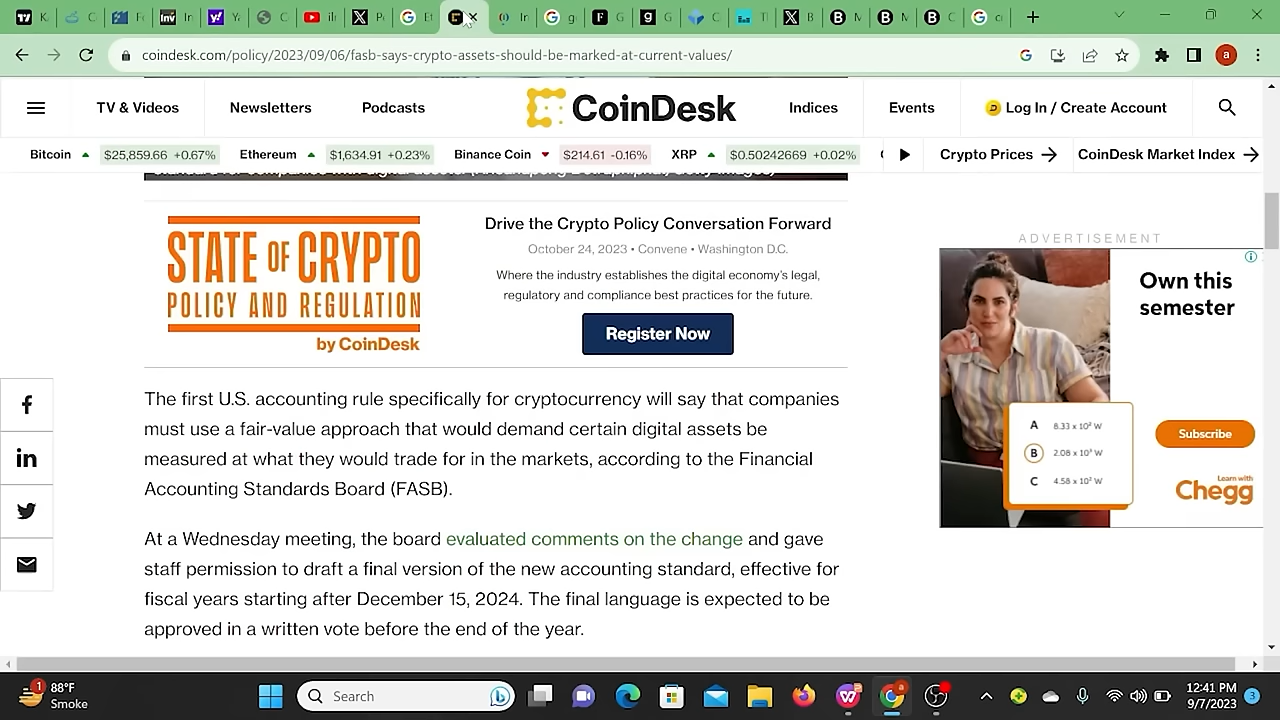 coindesk.com/policy/2023/09/06/fasb-says-crypto-assets-should-be-marked-at-current-values/
a
TV & Videos
Newsletters
Podcasts
CoinDesk
Indices
Events
Log In / Create Account
Bitcoin $25,859.66 +0.67% Ethereum $1,634.91 +0.23% Binance Coin $214.61 -0.16% XRP $0.50242669 +0.02%
Crypto Prices
CoinDesk Market Index
STATE OF CRYPTO
POLICY AND REGULATION
by CoinDesk
Drive the Crypto Policy Conversation Forward
October 24, 2023 • Convene • Washington D.C.
Where the industry establishes the digital economy's legal,
regulatory and compliance best practices for the future.
Register Now
ADVERTISEMENT
Own this
semester
A 8.33 x 10² W
B
C
Subscribe
Learn with
Chegg
The first U.S. accounting rule specifically for cryptocurrency will say that companies
must use a fair-value approach that would demand certain digital assets be
measured at what they would trade for in the markets, according to the Financial
Accounting Standards Board (FASB).
At a Wednesday meeting, the board evaluated comments on the change and gave
staff permission to draft a final version of the new accounting standard, effective for
fiscal years starting after December 15, 2024. The final language is expected to be
approved in a written vote before the end of the year.
1
88°F
Smoke
Search
12:41 PM
9/7/2023
3